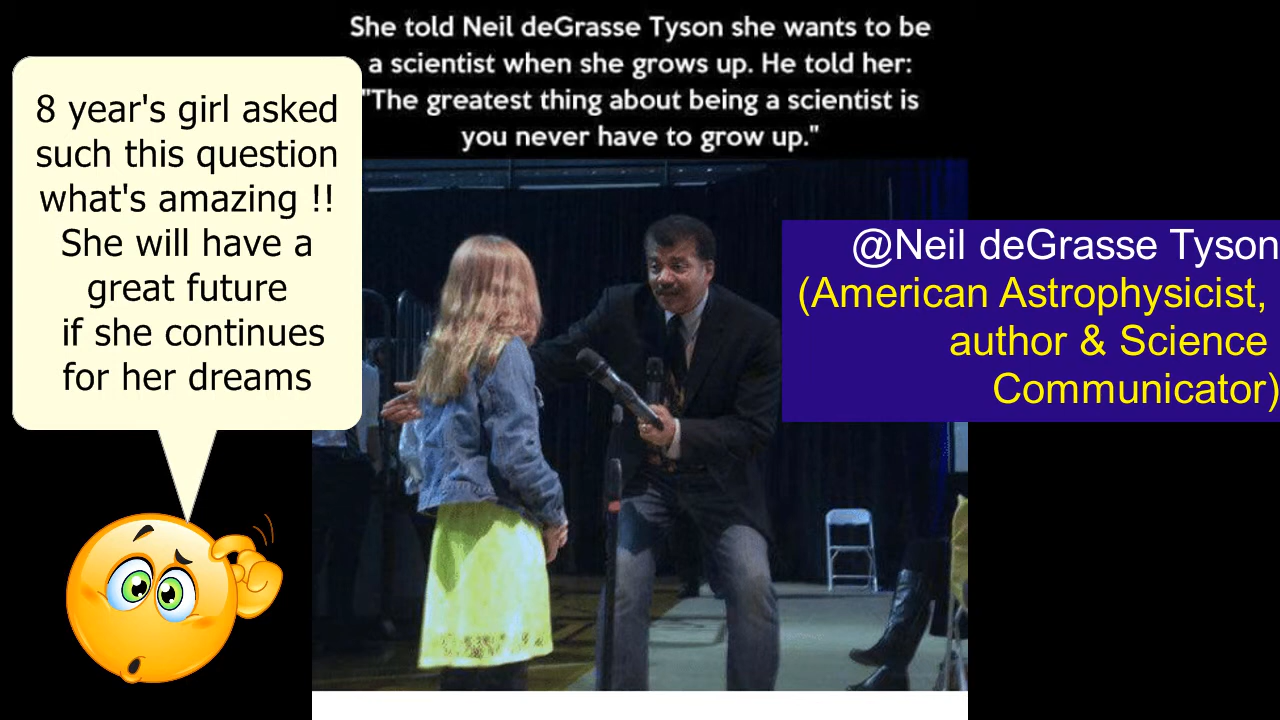 She told Neil deGrasse Tyson she wants to be
a scientist when she grows up. He told her:
"The greatest thing about being a scientist is
you never have to grow up."
8 year's girl asked
such this question
what's amazing !!
She will have a
great future
if she continues
for her dreams
@Neil deGrasse Tyson
(American Astrophysicist,
author & Science
Communicator)